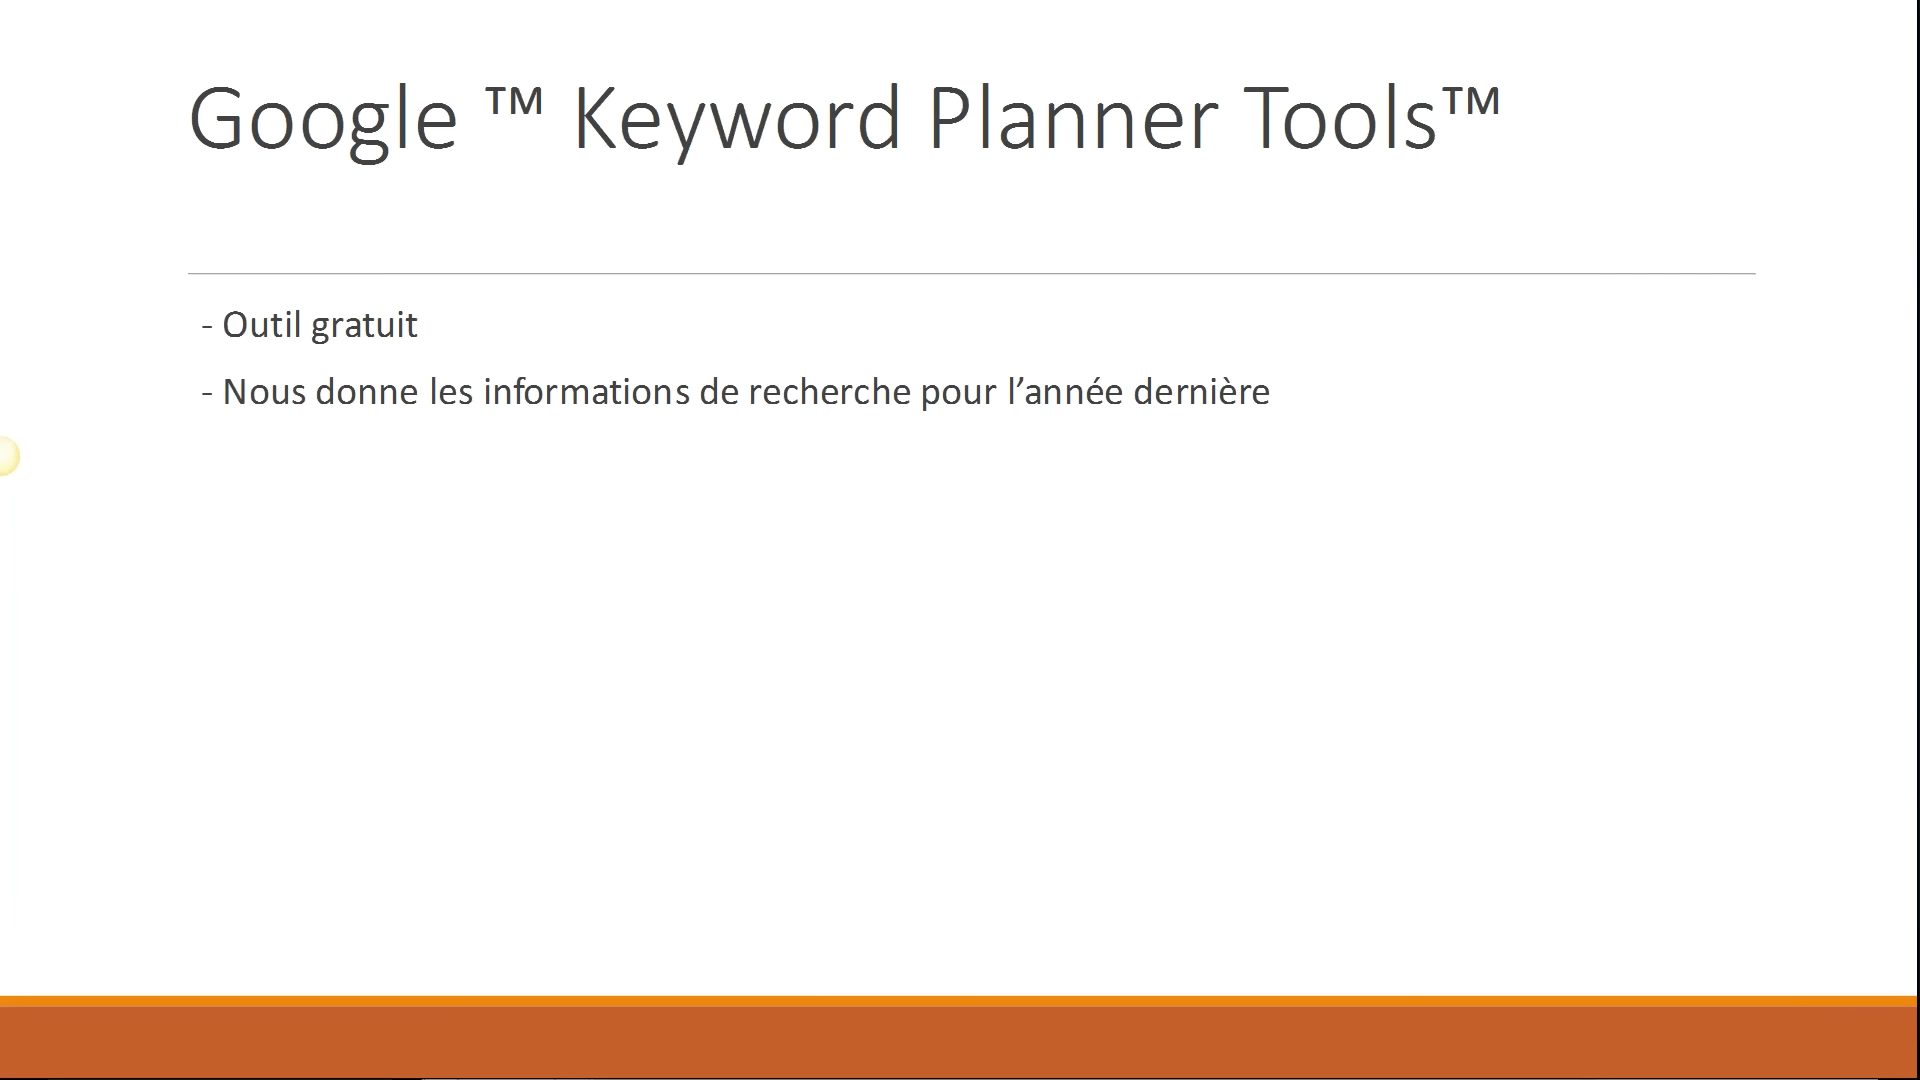 Google ™ Keyword Planner Tools™
- Outil gratuit
- Nous donne les informations de recherche pour l’année dernière